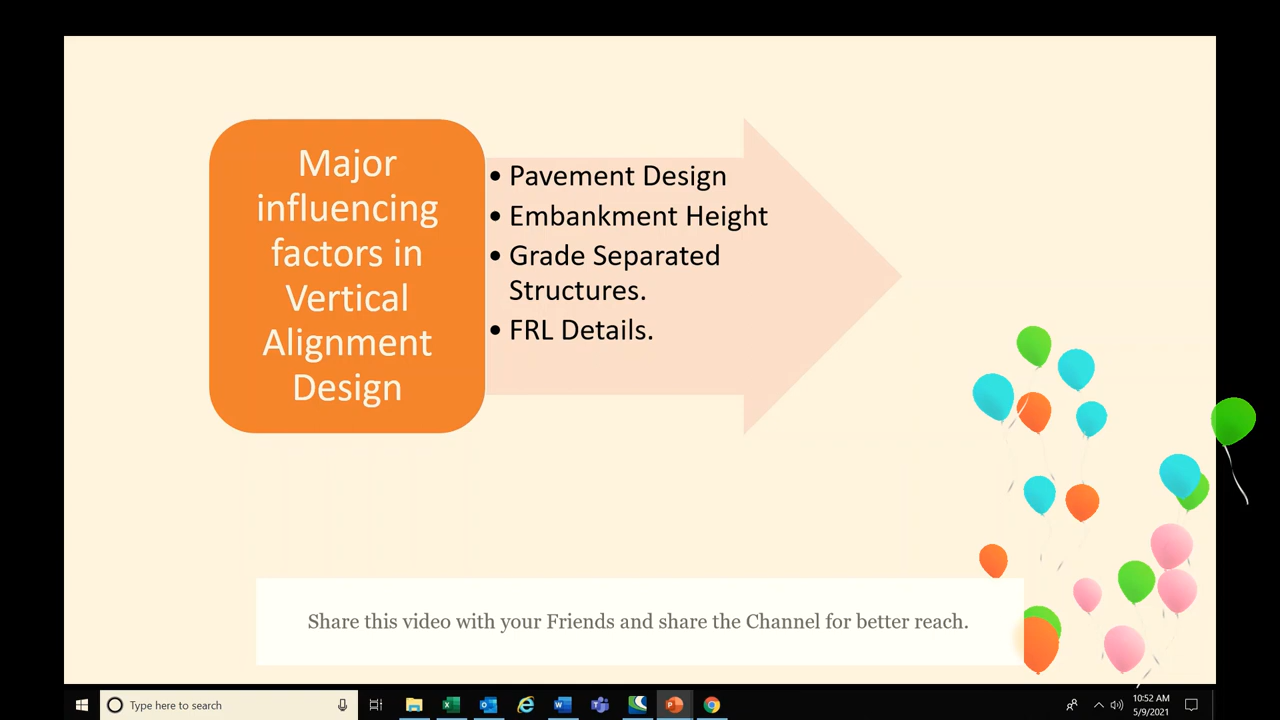 Major
influencing
factors in
Vertical
Alignment
Design
• Pavement Design
• Embankment Height
• Grade Separated
Structures.
• FRL Details.
Share this video with your Friends and share the Channel for better reach.
Type here to search
10:52 AM
5/9/2021